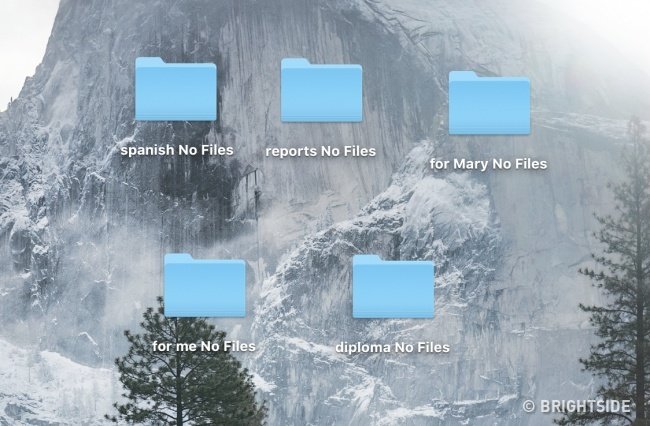 spanish No Files
reports No Files
for Mary No Files
for me No Files
diploma No Files
© BRIGHTSIDE